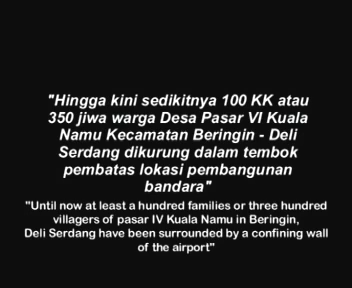 "Hingga kini sedikitnya 100 KK atau
350 jiwa warga Desa Pasar VI Kuala
Namu Kecamatan Beringin - Deli
Serdang dikurung dalam tembok
pembatas lokasi pembangunan
bandara"
"Until now at least a hundred families or three hundred
villagers of pasar IV Kuala Namu in Beringin,
Deli Serdang have been surrounded by a confining wall
of the airport"